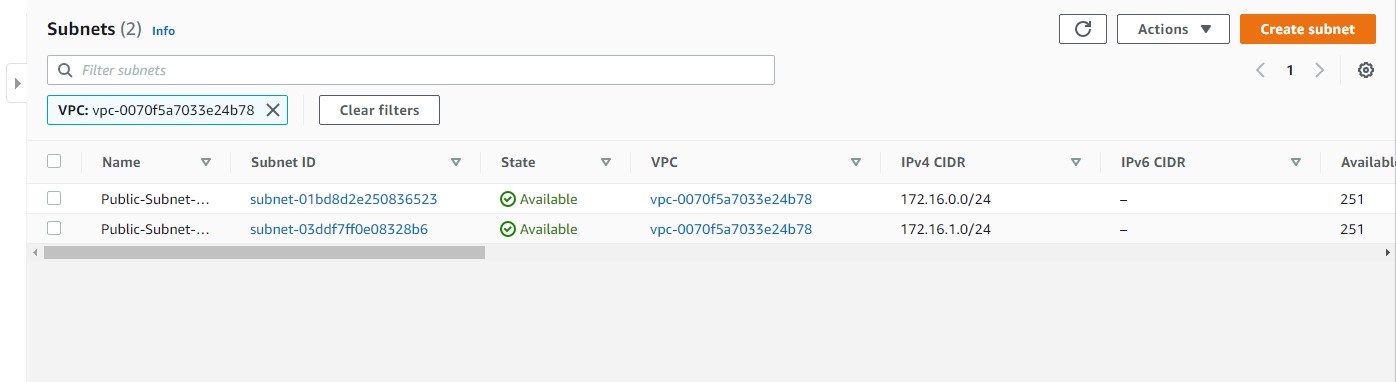 Subnets (2) Info
Actions
Create subnet
Filter subnets
1
VPC: vpc-0070f5a7033e24b78
Clear filters
Name Subnet ID State VPC IPv4 CIDR IPv6 CIDR Availabl
Public-Subnet-... subnet-01bd8d2e250836523 Available vpc-0070f5a7033e24b78 172.16.0.0/24 – 251
Public-Subnet-... subnet-03ddf7ff0e08328b6 Available vpc-0070f5a7033e24b78 172.16.1.0/24 – 251